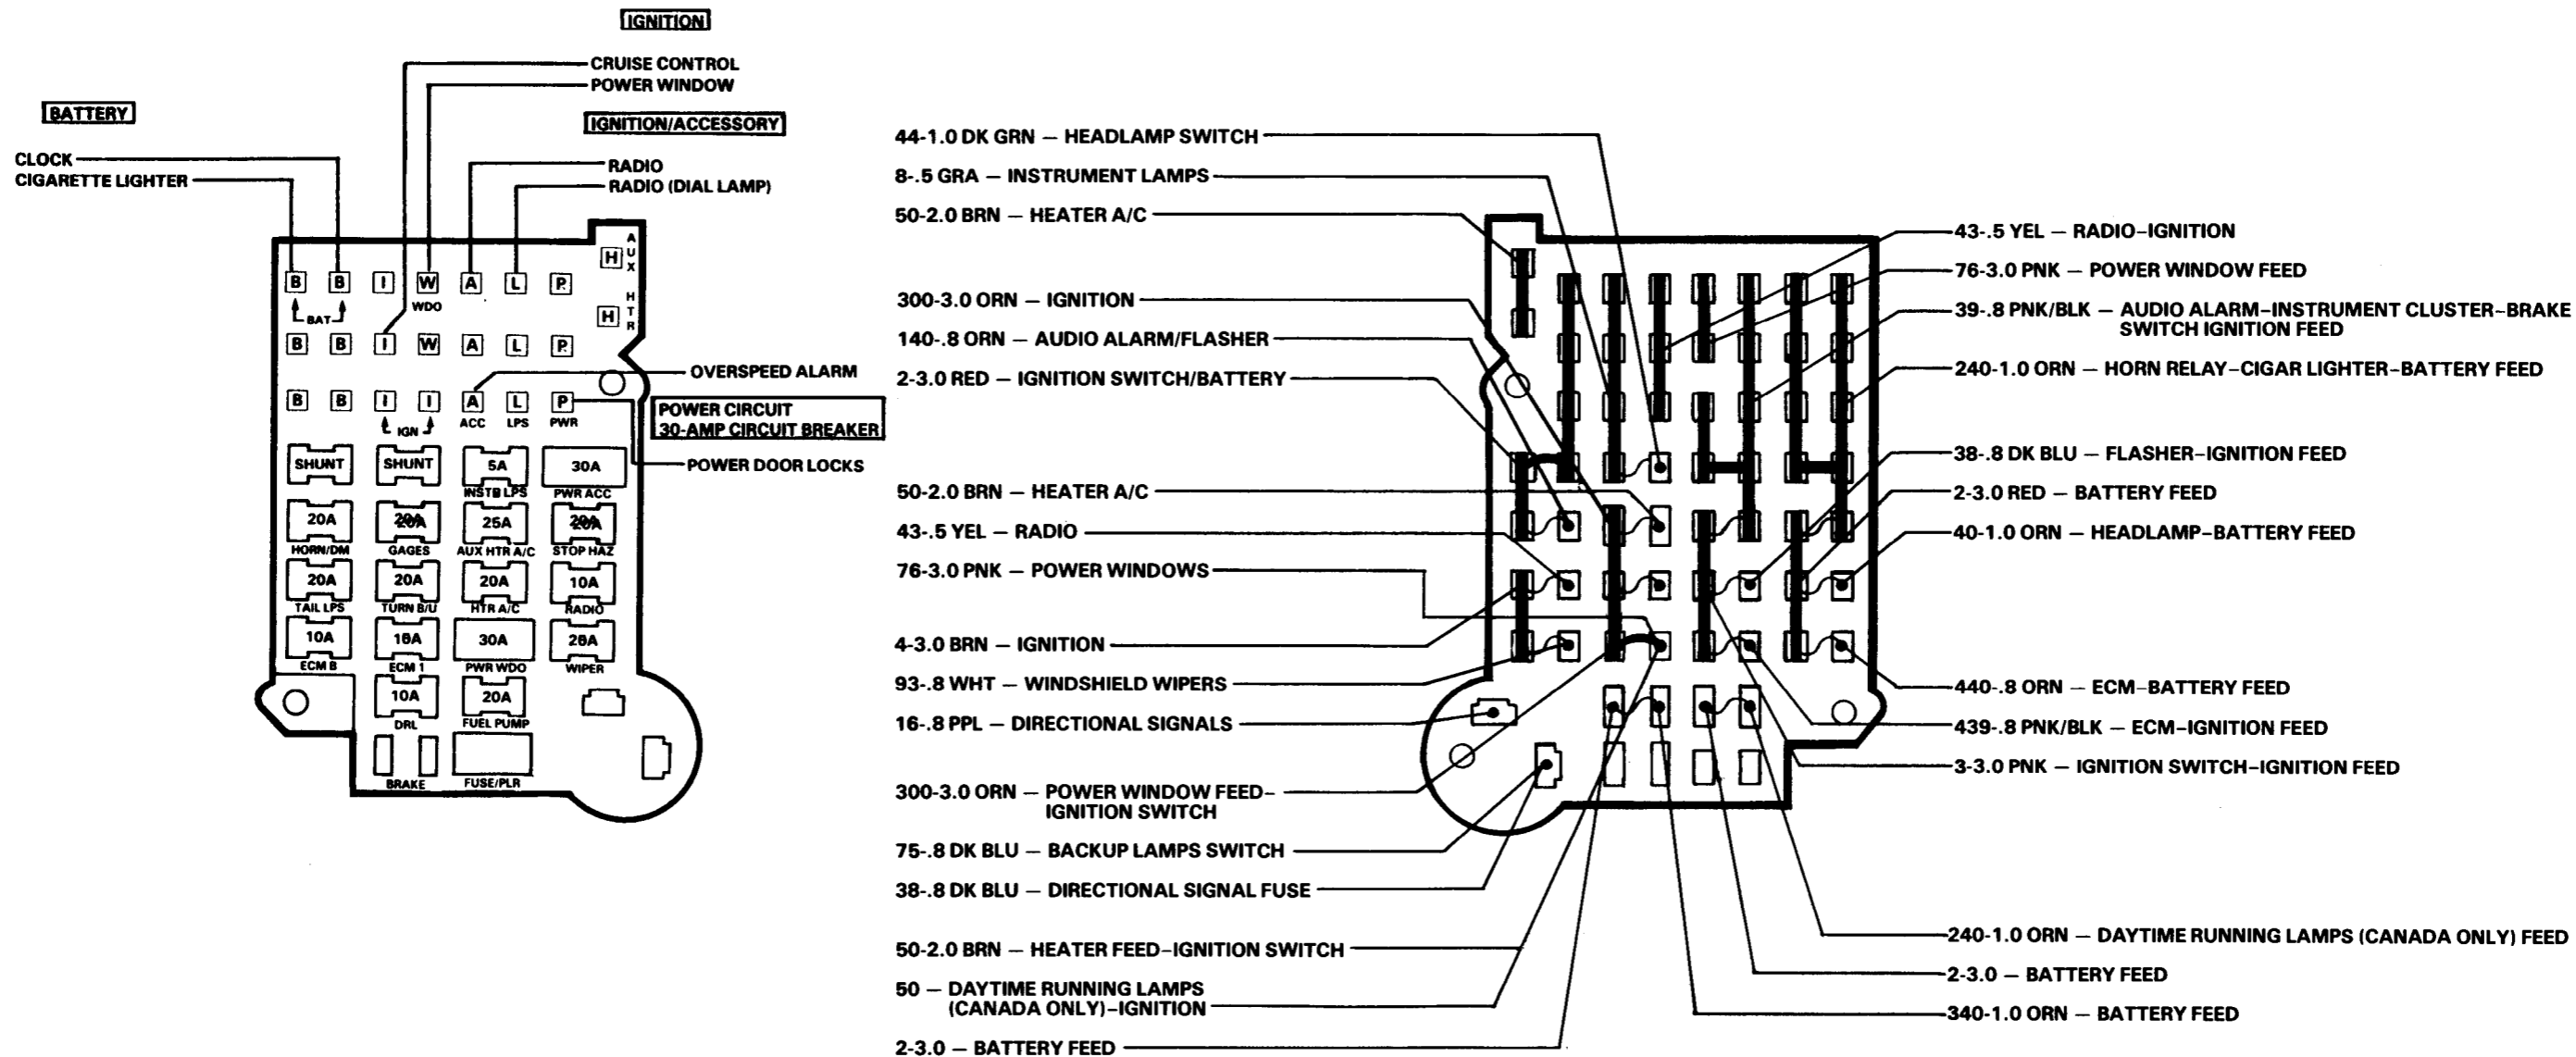 IGNITION
CRUISE CONTROL
POWER WINDOW
BATTERY
IGNITION/ACCESSORY
CLOCK
CIGARETTE LIGHTER
RADIO
RADIO (DIAL LAMP)
AUX HTR
H
H
B B I W A L P
WDO
BAT
B B I W A L P
OVERSPEED ALARM
B B I I A L P
IGN
ACC LPS PWR
POWER CIRCUIT
30-AMP CIRCUIT BREAKER
POWER DOOR LOCKS
SHUNT SHUNT 5A 30A
LPS PWR ACC
20A 20A 25A 20A
HORN/DM GAGES AUX HTR A/C STOP HAZ
20A 20A 20A 10A
TAIL LPS TURN B/U HTR A/C RADIO
10A 30A
ECM B ECM 1 PWR WDO WIPER
10A 20A
DRL FUEL PUMP
BRAKE FUSE/PLR
44-1.0 DK GRN — HEADLAMP SWITCH
8-.5 GRA — INSTRUMENT LAMPS
50-2.0 BRN — HEATER A/C
300-3.0 ORN — IGNITION
140-.8 ORN — AUDIO ALARM/FLASHER
2-3.0 RED — IGNITION SWITCH/BATTERY
50-2.0 BRN — HEATER A/C
43-.5 YEL — RADIO
76-3.0 PNK — POWER WINDOWS
4-3.0 BRN — IGNITION
93-.8 WHT — WINDSHIELD WIPERS
16-.8 PPL — DIRECTIONAL SIGNALS
300-3.0 ORN — POWER WINDOW FEED–
IGNITION SWITCH
75-.8 DK BLU — BACKUP LAMPS SWITCH
38-.8 DK BLU — DIRECTIONAL SIGNAL FUSE
50-2.0 BRN — HEATER FEED–IGNITION SWITCH
50 — DAYTIME RUNNING LAMPS
(CANADA ONLY)–IGNITION
2-3.0 — BATTERY FEED
43-.5 YEL — RADIO–IGNITION
76-3.0 PNK — POWER WINDOW FEED
39-.8 PNK/BLK — AUDIO ALARM–INSTRUMENT CLUSTER–BRAKE
SWITCH IGNITION FEED
240-1.0 ORN — HORN RELAY–CIGAR LIGHTER–BATTERY FEED
38-.8 DK BLU — FLASHER–IGNITION FEED
2-3.0 RED — BATTERY FEED
40-1.0 ORN — HEADLAMP–BATTERY FEED
440-.8 ORN — ECM–BATTERY FEED
439-.8 PNK/BLK — ECM–IGNITION FEED
3-3.0 PNK — IGNITION SWITCH–IGNITION FEED
240-1.0 ORN — DAYTIME RUNNING LAMPS (CANADA ONLY) FEED
2-3.0 — BATTERY FEED
340-1.0 ORN — BATTERY FEED